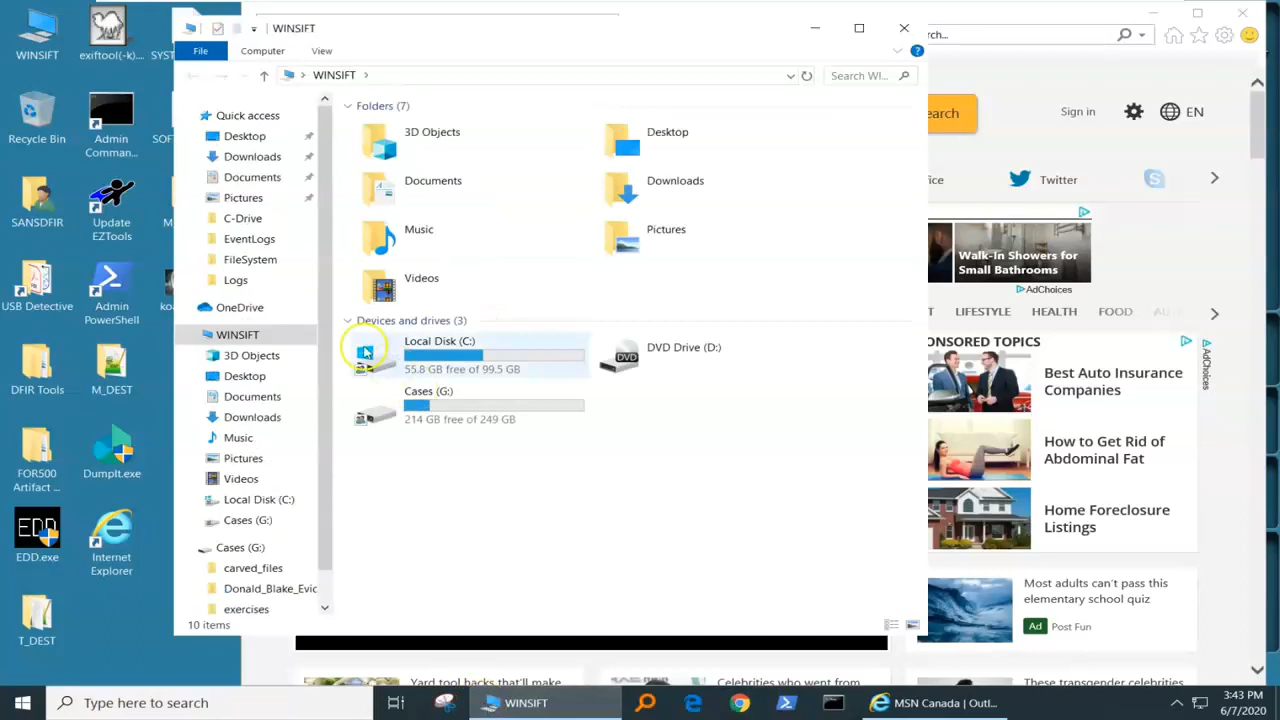 WINSIFT
exiftool(-k)....
SYST
Recycle Bin
Admin
Comman...
SOF
SANSDFIR
Update
EZTools
USB Detective
Admin
PowerShell
DFIR Tools
M_DEST
FOR500
Artifact ...
DumpIt.exe
EDD
EDD.exe
Internet
Explorer
T_DEST
WINSIFT
File
Computer
View
WINSIFT
Search WI...
Quick access
Desktop
Downloads
Documents
Pictures
C-Drive
EventLogs
FileSystem
Logs
OneDrive
WINSIFT
3D Objects
Desktop
Documents
Downloads
Music
Pictures
Videos
Local Disk (C:)
Cases (G:)
Cases (G:)
carved_files
Donald_Blake_Evic
exercises
10 items
Folders (7)
3D Objects
Desktop
Documents
Downloads
Music
Pictures
Videos
Devices and drives (3)
Local Disk (C:)
55.8 GB free of 99.5 GB
DVD
DVD Drive (D:)
Cases (G:)
214 GB free of 249 GB
rch...
earch
Sign in
EN
ice
Twitter
Walk-In Showers for
Small Bathrooms
AdChoices
LIFESTYLE
HEALTH
FOOD
ONSORED TOPICS
AdChoices
Best Auto Insurance
Companies
How to Get Rid of
Abdominal Fat
Home Foreclosure
Listings
Most adults can't pass this
elementary school quiz
Ad
Post Fun
Yard tool hacks that'll make
Celebrities who went from
These transgender celebrities
Type here to search
WINSIFT
MSN Canada | Outl...
3:43 PM
6/7/2020